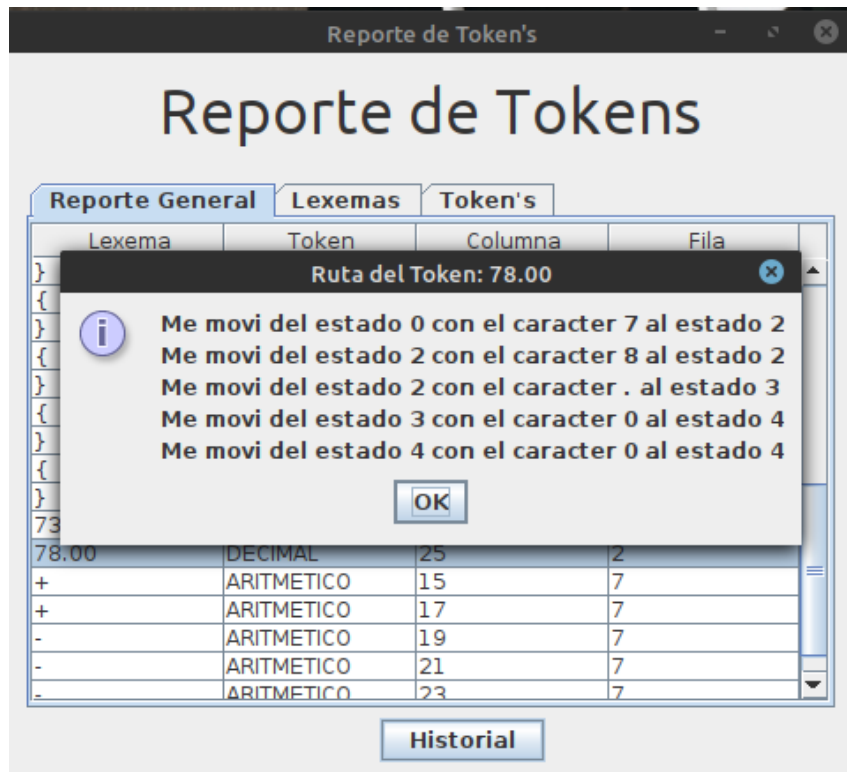 Reporte de Token's
Reporte de Tokens
Reporte General Lexemas Token's
Lexema Token Columna Fila
}
{
}
{
}
{
}
{
}
73
Ruta del Token: 78.00
Me movi del estado 0 con el caracter 7 al estado 2
Me movi del estado 2 con el caracter 8 al estado 2
Me movi del estado 2 con el caracter . al estado 3
Me movi del estado 3 con el caracter 0 al estado 4
Me movi del estado 4 con el caracter 0 al estado 4
OK
78.00 DECIMAL 25 2
+ ARITMETICO 15 7
+ ARITMETICO 17 7
- ARITMETICO 19 7
- ARITMETICO 21 7
- ARITMETICO 23 7
Historial